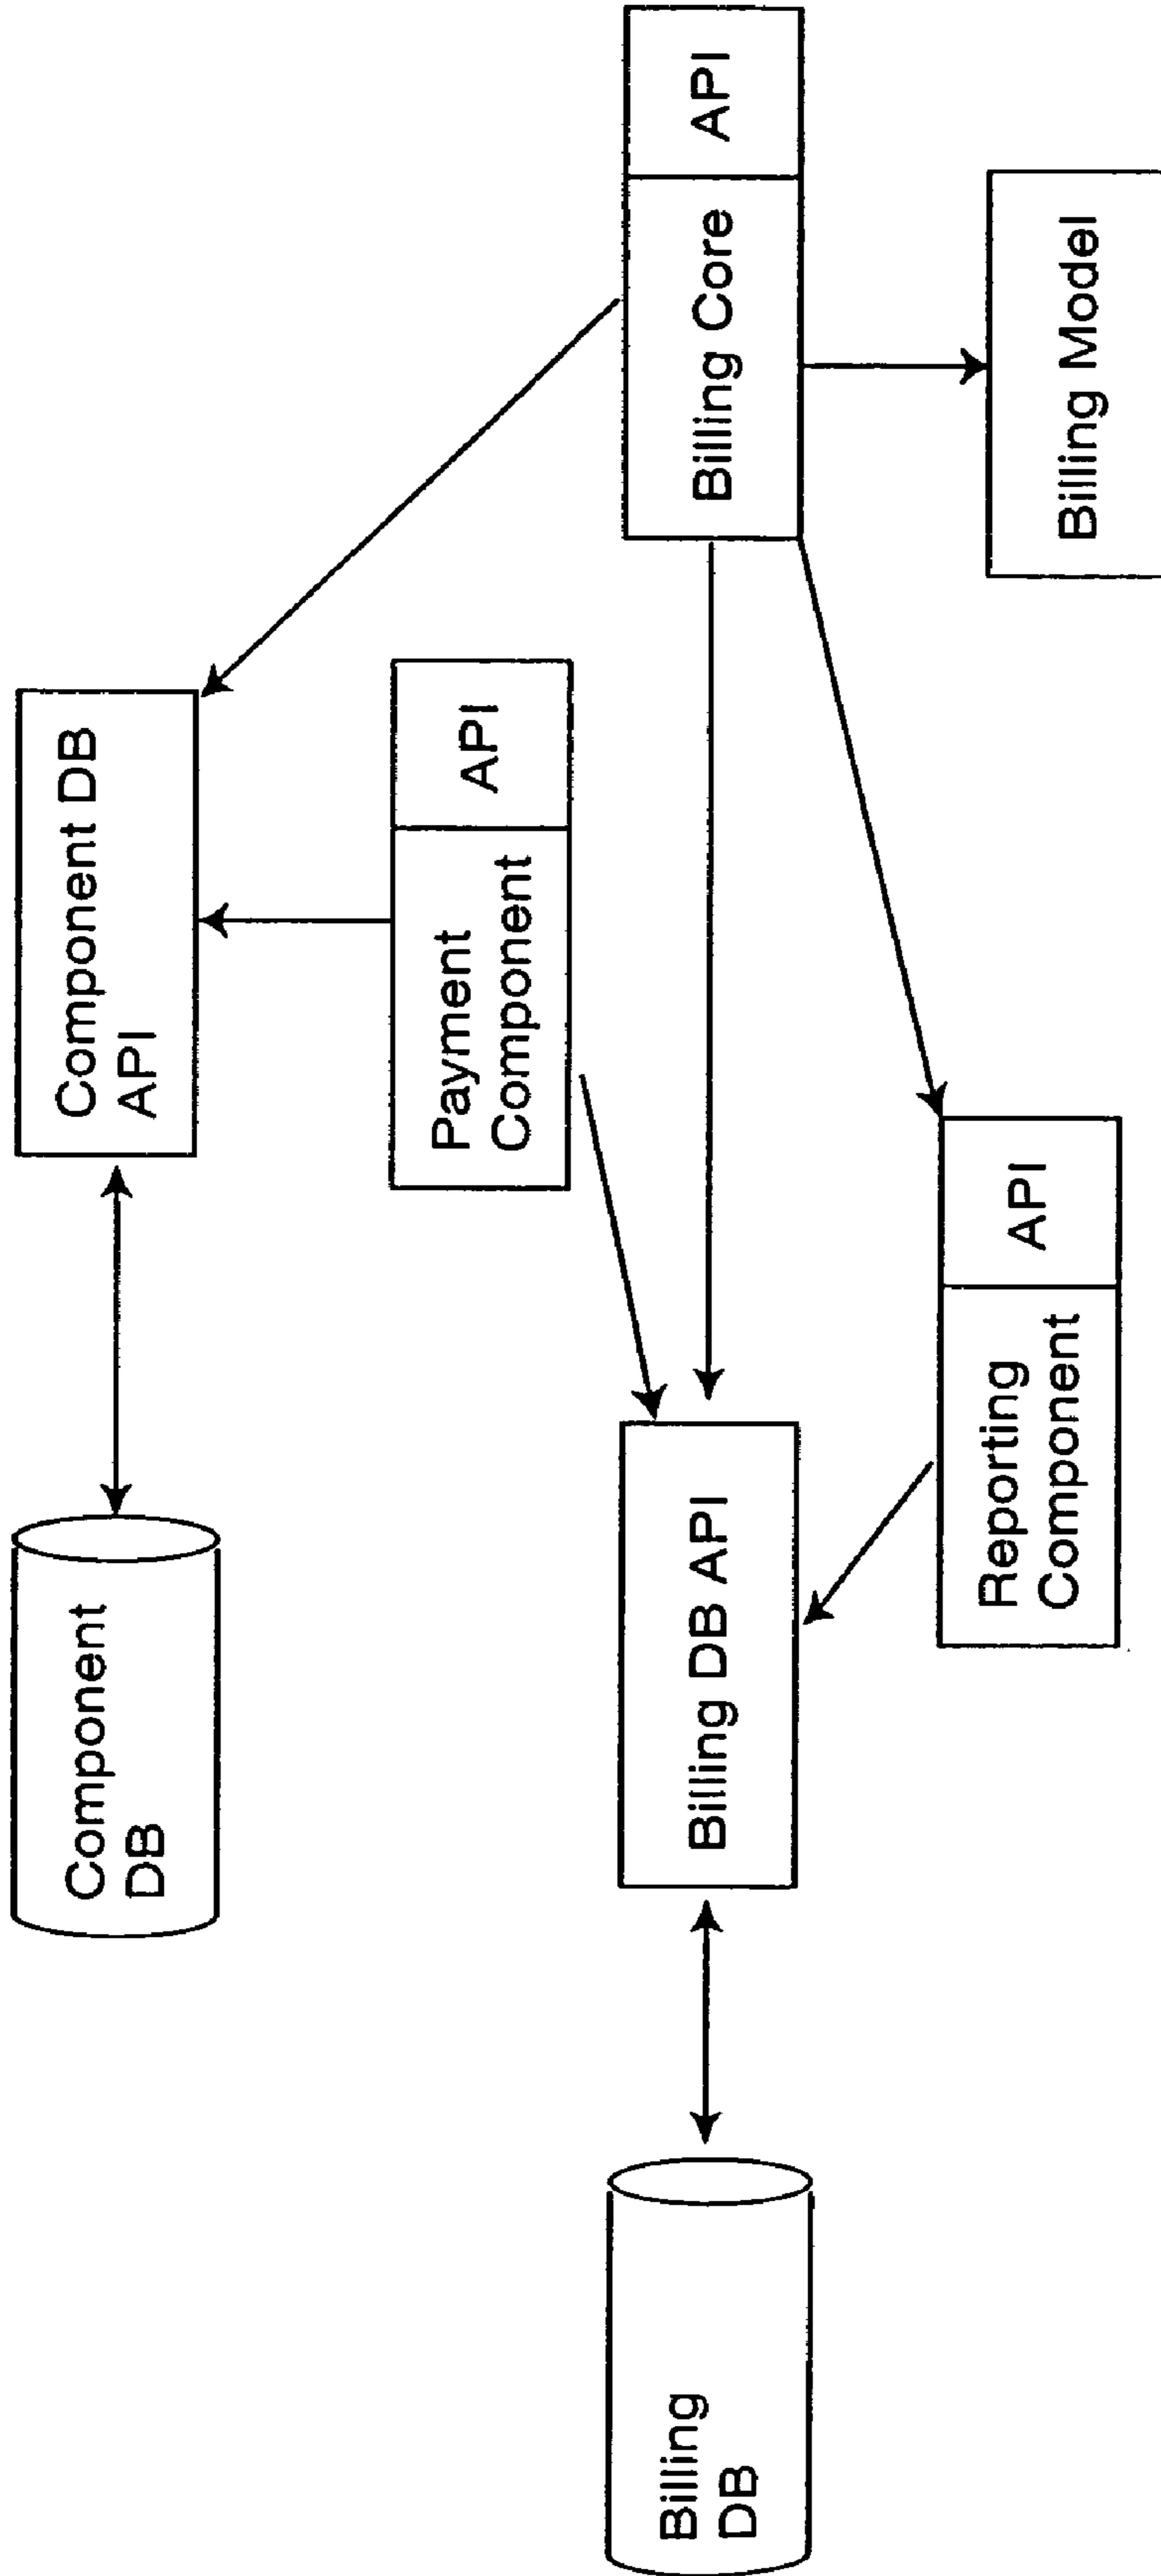 Component
DB
Component DB
API
Payment
Component
API
Billing
DB
Billing DB API
Billing Core
API
Reporting
Component
API
Billing Model